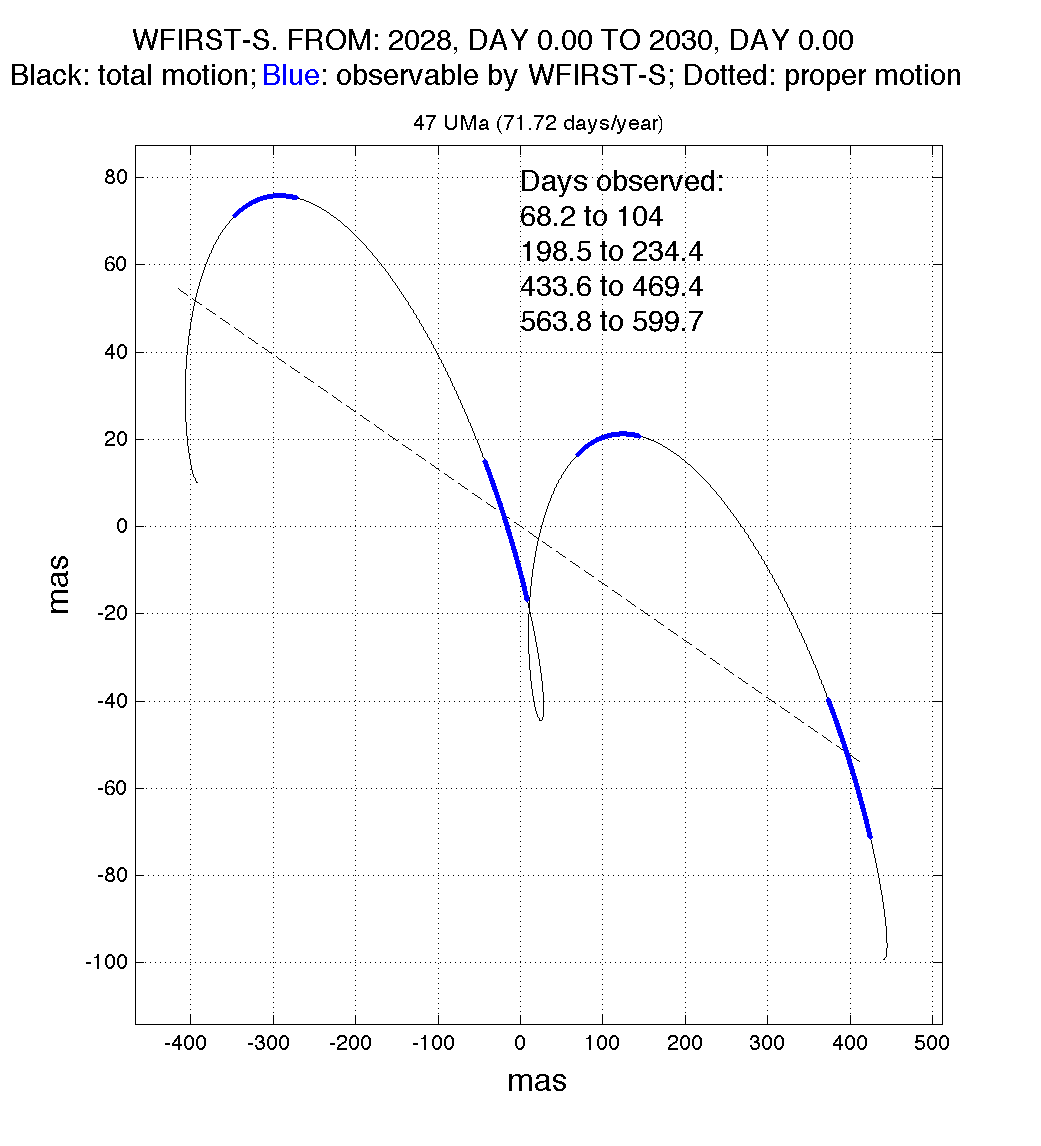 WFIRST-S. FROM: 2028, DAY 0.00 TO 2030, DAY 0.00
Black: total motion; Blue: observable by WFIRST-S; Dotted: proper motion
47 UMa (71.72 days/year)
Days observed:
68.2 to 104
198.5 to 234.4
433.6 to 469.4
563.8 to 599.7
80
60
40
20
0
-20
-40
-60
-80
-100
mas
-400 -300 -200 -100 0 100 200 300 400 500
mas